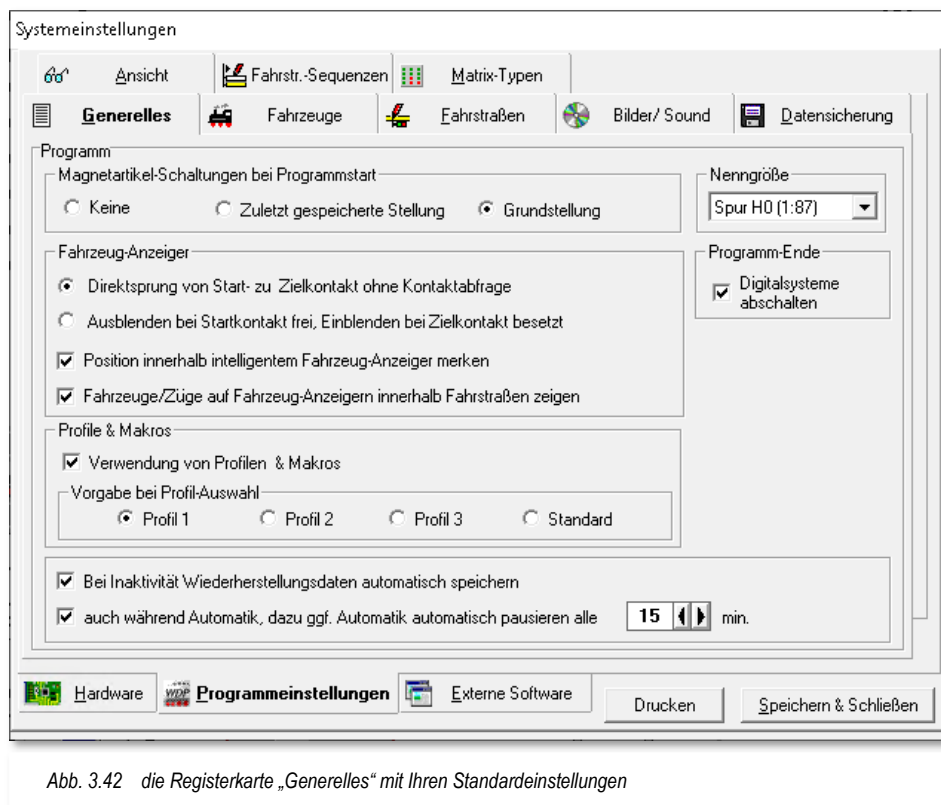 Systemeinstellungen
Ansicht Fahrstr.-Sequenzen Matrix-Typen
Generelles Fahrzeuge Fahrstraßen Bilder/ Sound Datensicherung
Programm
Magnetartikel-Schaltungen bei Programmstart Nenngröße
Keine Zuletzt gespeicherte Stellung Grundstellung Spur H0 (1:87)
Fahrzeug-Anzeiger Programm-Ende
Direktsprung von Start- zu Zielkontakt ohne Kontaktabfrage Digitalsysteme
abschalten
Ausblenden bei Startkontakt frei, Einblenden bei Zielkontakt besetzt
Position innerhalb intelligentem Fahrzeug-Anzeiger merken
Fahrzeuge/Züge auf Fahrzeug-Anzeigern innerhalb Fahrstraßen zeigen
Profile & Makros
Verwendung von Profilen & Makros
Vorgabe bei Profil-Auswahl
Profil 1 Profil 2 Profil 3 Standard
Bei Inaktivität Wiederherstellungsdaten automatisch speichern
auch während Automatik, dazu ggf. Automatik automatisch pausieren alle 15 min.
Hardware WDP Programmeinstellungen Externe Software Drucken Speichern & Schließen
Abb. 3.42 die Registerkarte „Generelles“ mit Ihren Standardeinstellungen